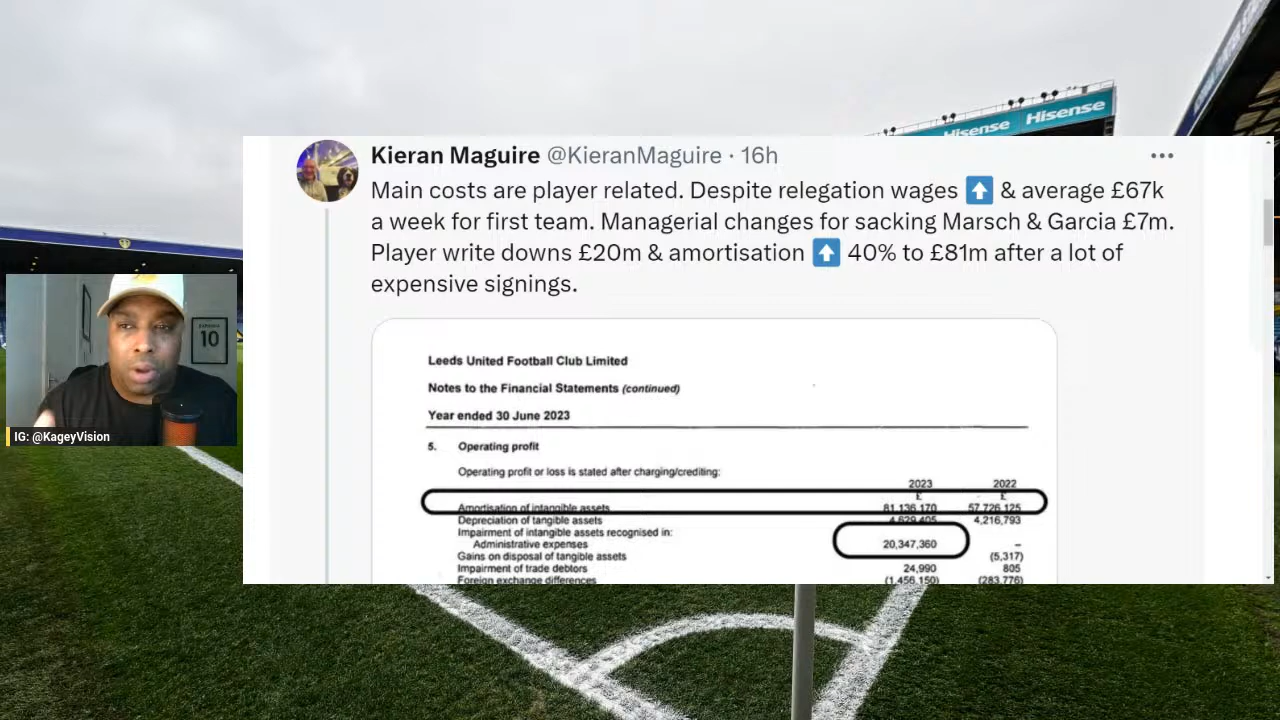 Hisense
Hisense
Kieran Maguire @KieranMaguire · 16h
Main costs are player related. Despite relegation wages ⬆️ & average £67k
a week for first team. Managerial changes for sacking Marsch & Garcia £7m.
Player write downs £20m & amortisation ⬆️ 40% to £81m after a lot of
expensive signings.
10
IG: @KageyVision
Leeds United Football Club Limited
Notes to the Financial Statements (continued)
Year ended 30 June 2023
5. Operating profit
Operating profit or loss is stated after charging/crediting:
2023 2022
£ £
Amortisation of intangible assets 81,136,170 57,726,125
Depreciation of tangible assets 4,629,405 4,216,793
Impairment of intangible assets recognised in:
Administrative expenses 20,347,360 –
Gains on disposal of tangible assets (5,317)
Impairment of trade debtors 24,990 805
Foreign exchange differences (1,456,150) (283,776)